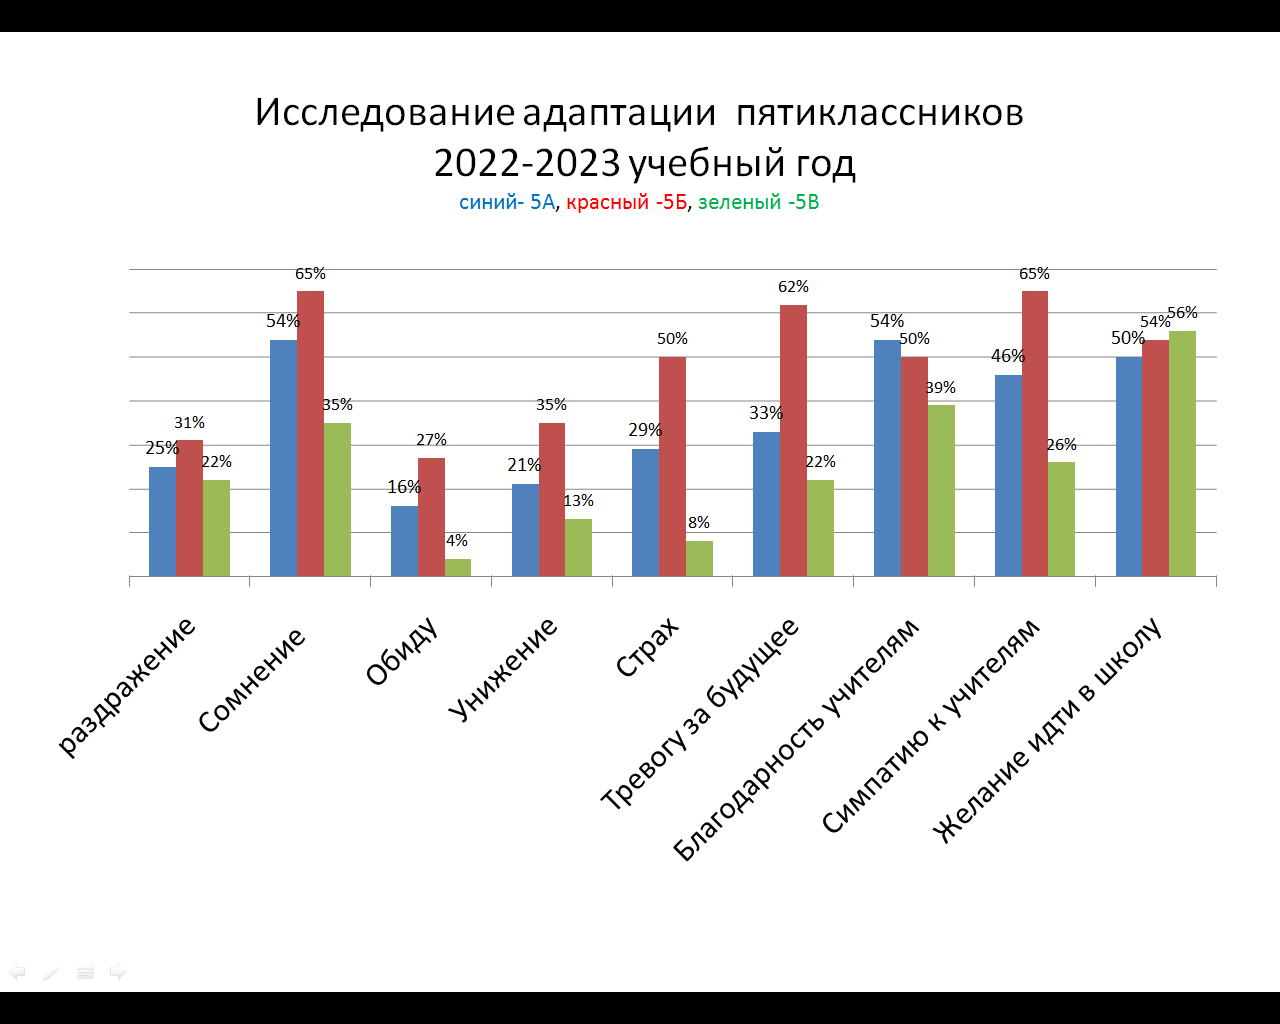 Исследование адаптации пятиклассников
2022-2023 учебный год
синий- 5А, красный -5Б, зеленый -5В
25% 31% 22%
54% 65% 35%
16% 27% 4%
21% 35% 13%
29% 50% 8%
33% 62% 22%
54% 50% 39%
46% 65% 26%
50% 54% 56%
раздражение
Сомнение
Обиду
Унижение
Страх
Тревогу за будущее
Благодарность учителям
Симпатию к учителям
Желание идти в школу